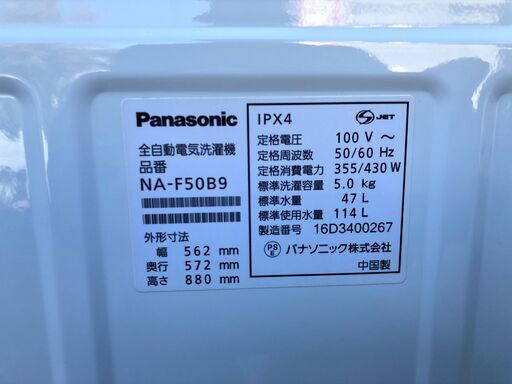 Panasonic
全自動電気洗濯機
品番
NA-F50B9
外形寸法
幅 562 mm
奥行 572 mm
高さ 880 mm
IPX4
S JET
定格電圧 100 V ～
定格周波数 50/60 Hz
定格消費電力 355/430 W
標準洗濯容量 5.0 kg
標準水量 47 L
標準使用水量 114 L
製造番号 16D3400267
PS E パナソニック株式会社
中国製